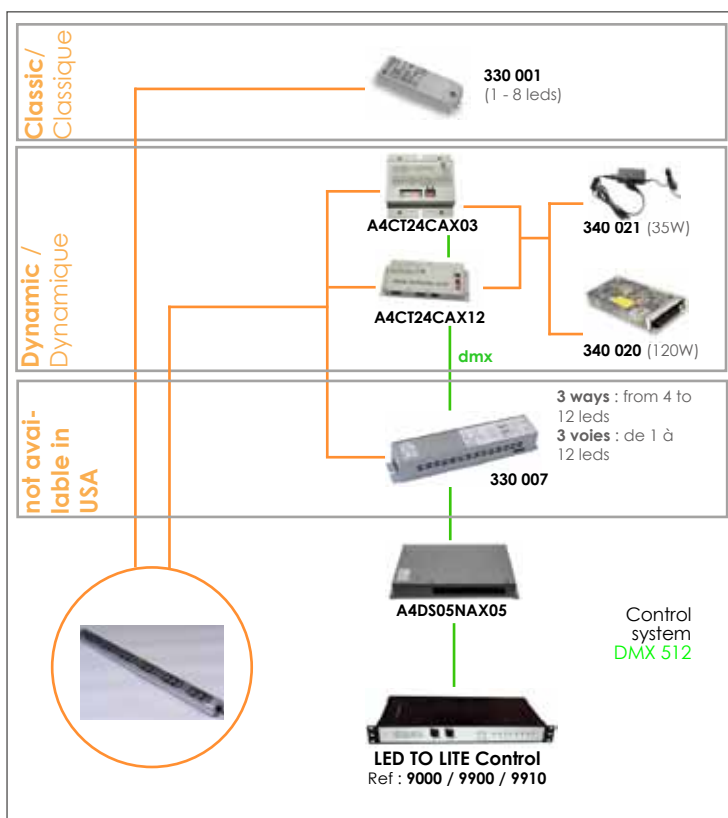 Classic/
Classique
330 001
(1 - 8 leds)
Dynamic /
Dynamique
A4CT24CAX03
340 021 (35W)
A4CT24CAX12
340 020 (120W)
dmx
not avai-
lable in
USA
3 ways : from 4 to
12 leds
3 voies : de 1 à
12 leds
330 007
A4DS05NAX05
Control
system
DMX 512
LED TO LITE Control
Ref : 9000 / 9900 / 9910